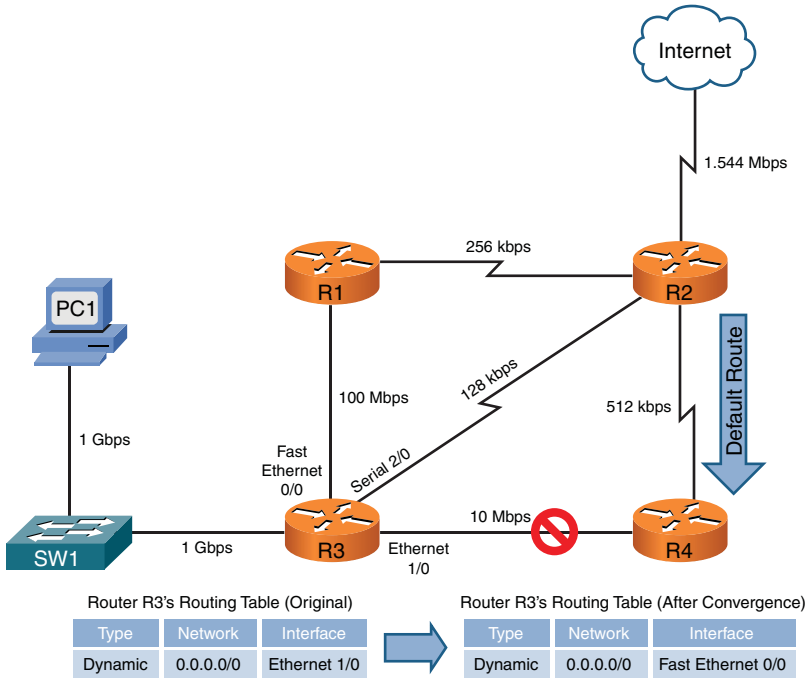 Internet
1.544 Mbps
256 kbps
R1
R2
PC1
128 kbps
Default Route
100 Mbps
512 kbps
1 Gbps
Fast
Ethernet
0/0
Serial 2/0
10 Mbps
SW1
1 Gbps
R3
Ethernet
1/0
R4
Router R3's Routing Table (Original)
Type Network Interface
Dynamic 0.0.0.0/0 Ethernet 1/0
Router R3's Routing Table (After Convergence)
Type Network Interface
Dynamic 0.0.0.0/0 Fast Ethernet 0/0